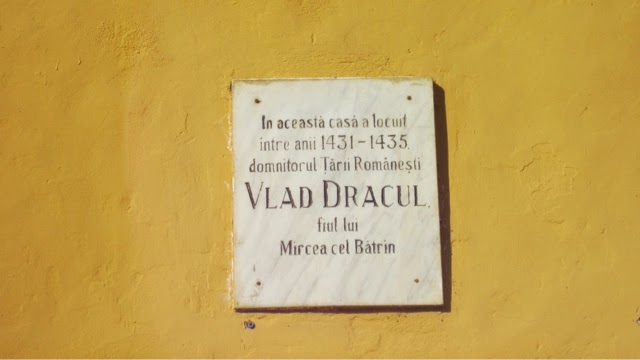 In această casă a locuit
între anii 1431-1435,
domnitorul Țării Românești
VLAD DRACUL,
fiul lui
Mircea cel Bătrîn